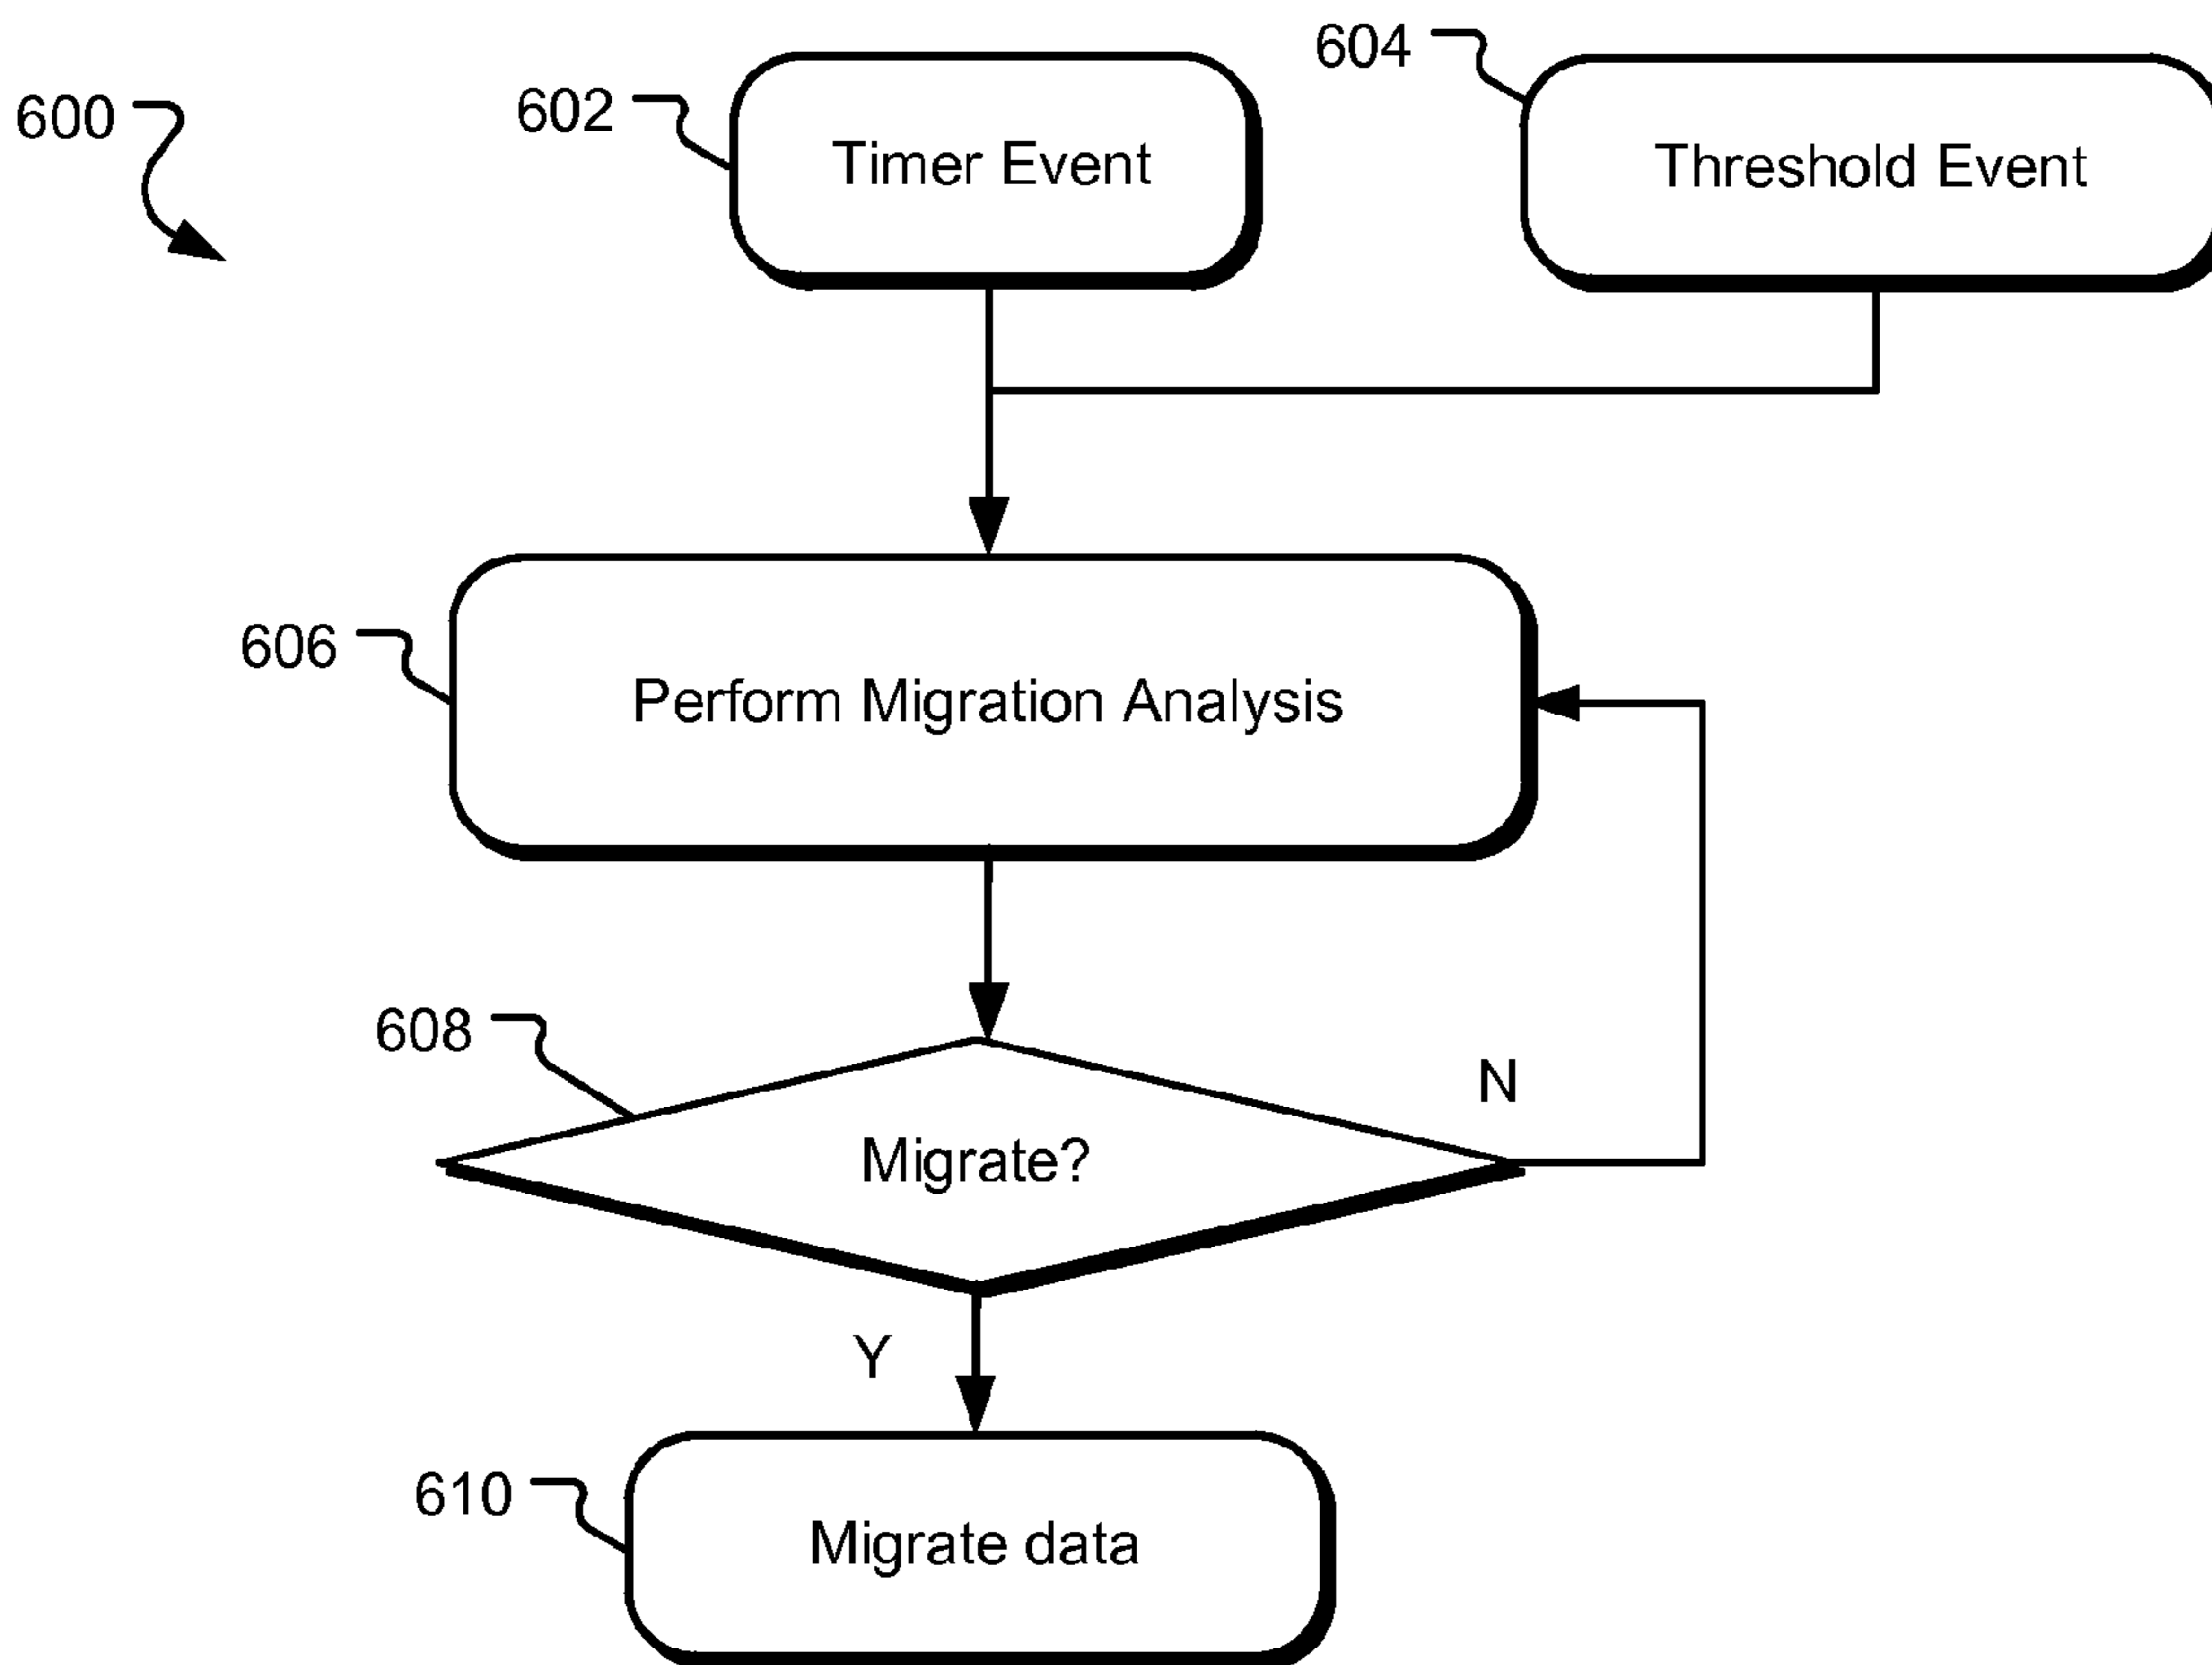 600
602
Timer Event
604
Threshold Event
606
Perform Migration Analysis
608
Migrate?
N
Y
610
Migrate data